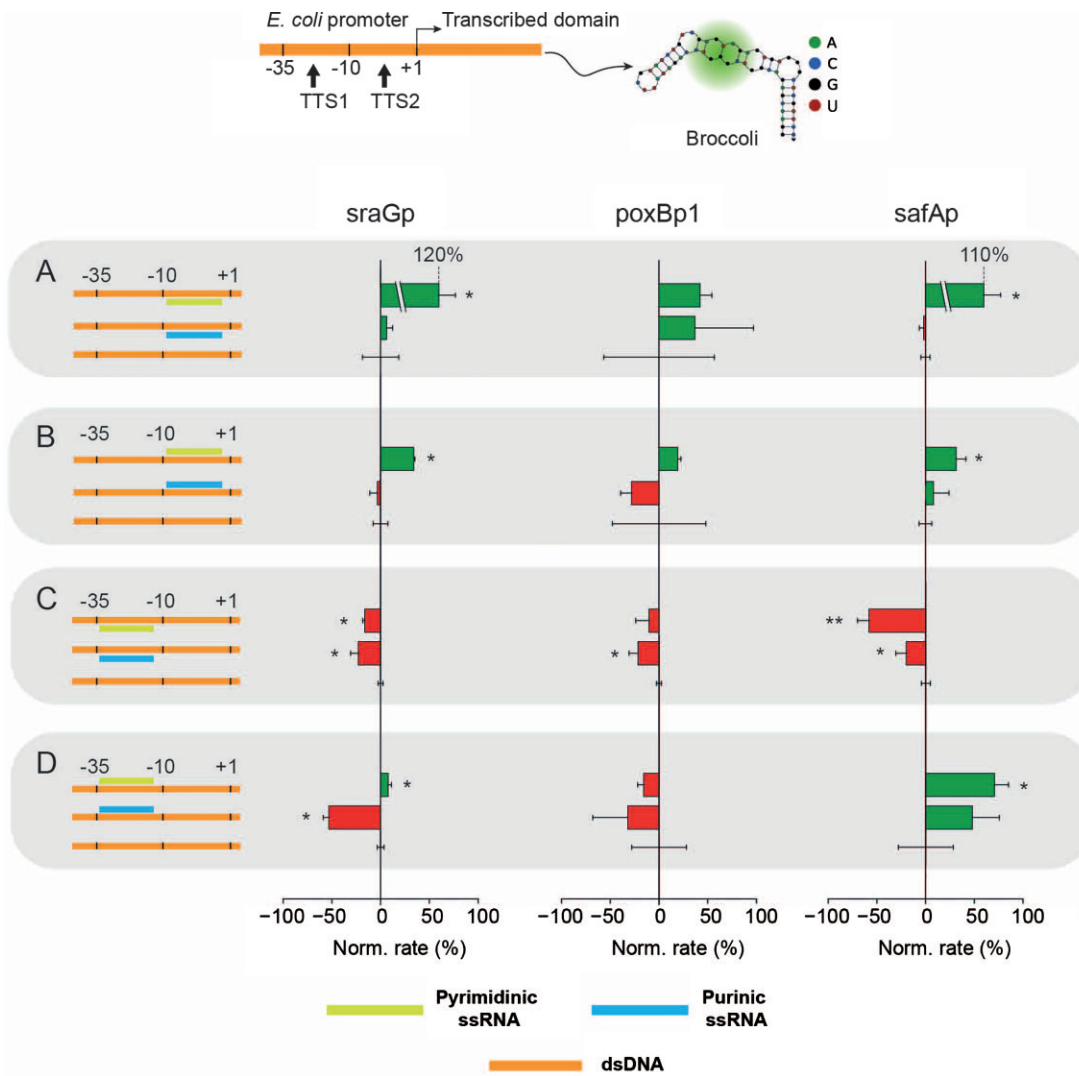 E. coli promoter
Transcribed domain
-35 -10 +1
TTS1 TTS2
A
C
G
U
Broccoli
sraGp poxBp1 safAp
A
-35 -10 +1
120%
*
110%
*
B
-35 -10 +1
*
*
C
-35 -10 +1
*
*
*
**
*
D
-35 -10 +1
*
*
*
−100 −50 0 50 100
−100 −50 0 50 100
−100 −50 0 50 100
Norm. rate (%) Norm. rate (%) Norm. rate (%)
Pyrimidinic
ssRNA
Purinic
ssRNA
dsDNA